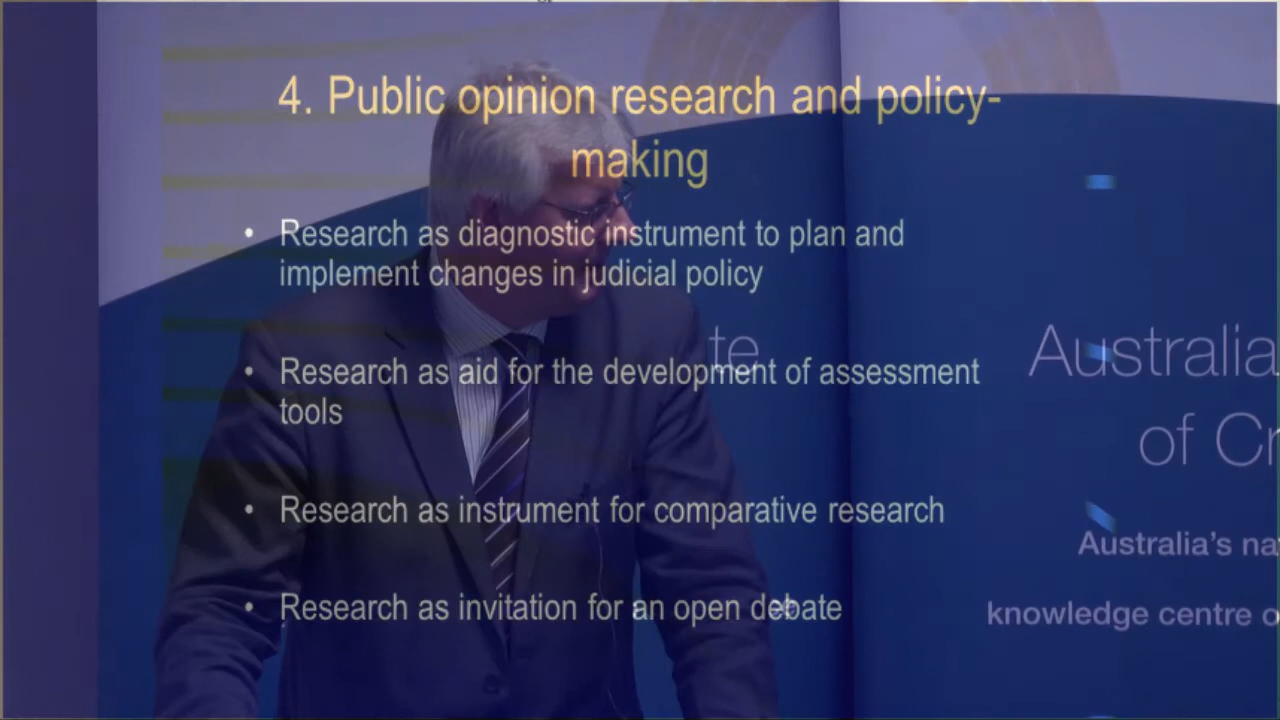 4. Public opinion research and policy-
making
• Research as diagnostic instrument to plan and
implement changes in judicial policy
• Research as aid for the development of assessment
tools
• Research as instrument for comparative research
• Research as invitation for an open debate
te
Australia
of Cr
Australia's na
knowledge centre o